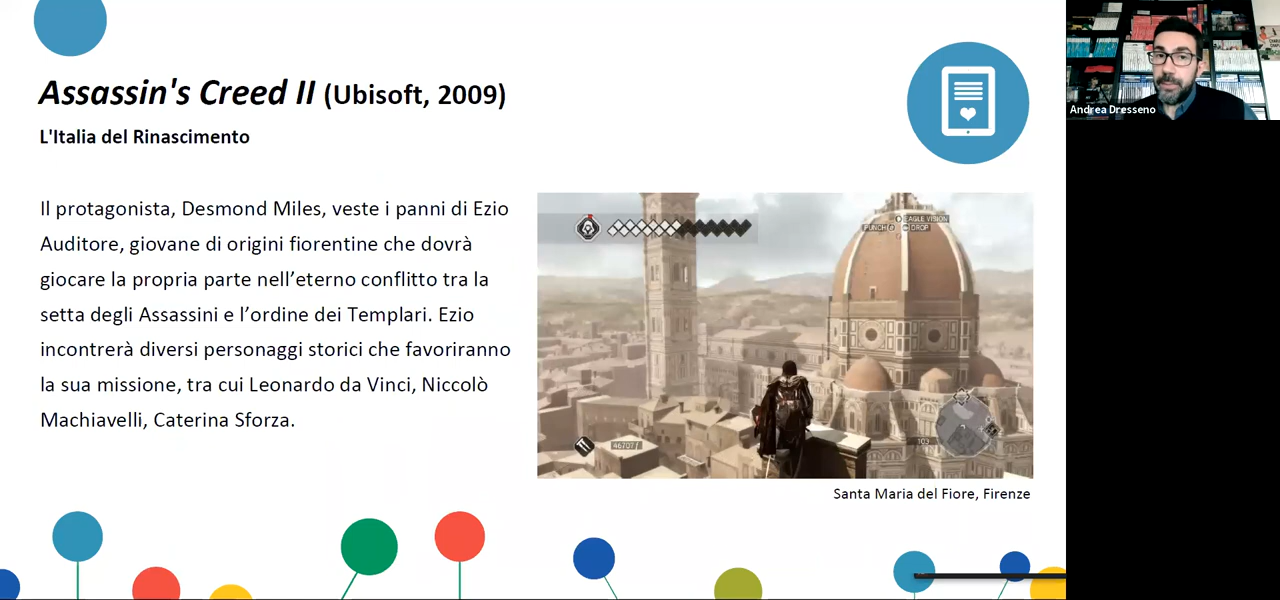 Assassin's Creed II (Ubisoft, 2009)
L'Italia del Rinascimento
Il protagonista, Desmond Miles, veste i panni di Ezio
Auditore, giovane di origini fiorentine che dovrà
giocare la propria parte nell’eterno conflitto tra la
setta degli Assassini e l’ordine dei Templari. Ezio
incontrerà diversi personaggi storici che favoriranno
la sua missione, tra cui Leonardo da Vinci, Niccolò
Machiavelli, Caterina Sforza.
EAGLE VISION
PUNCH DROP
46707
103
Santa Maria del Fiore, Firenze
Andrea Dresseno